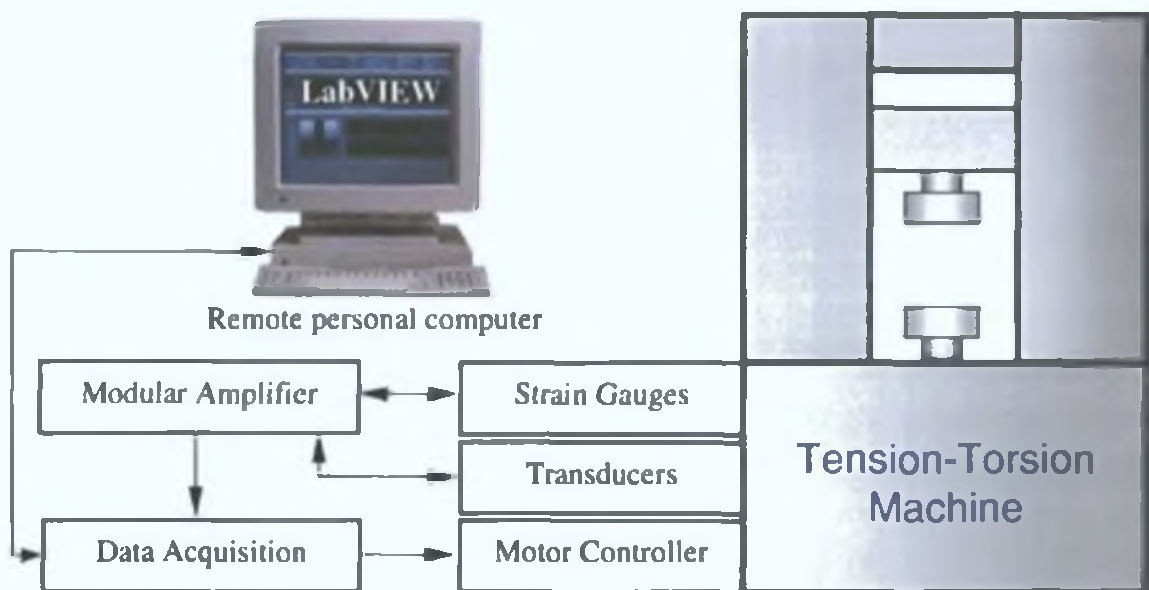 LabVIEW
Remote personal computer
Modular Amplifier
Strain Gauges
Transducers
Data Acquisition
Motor Controller
Tension-Torsion
Machine